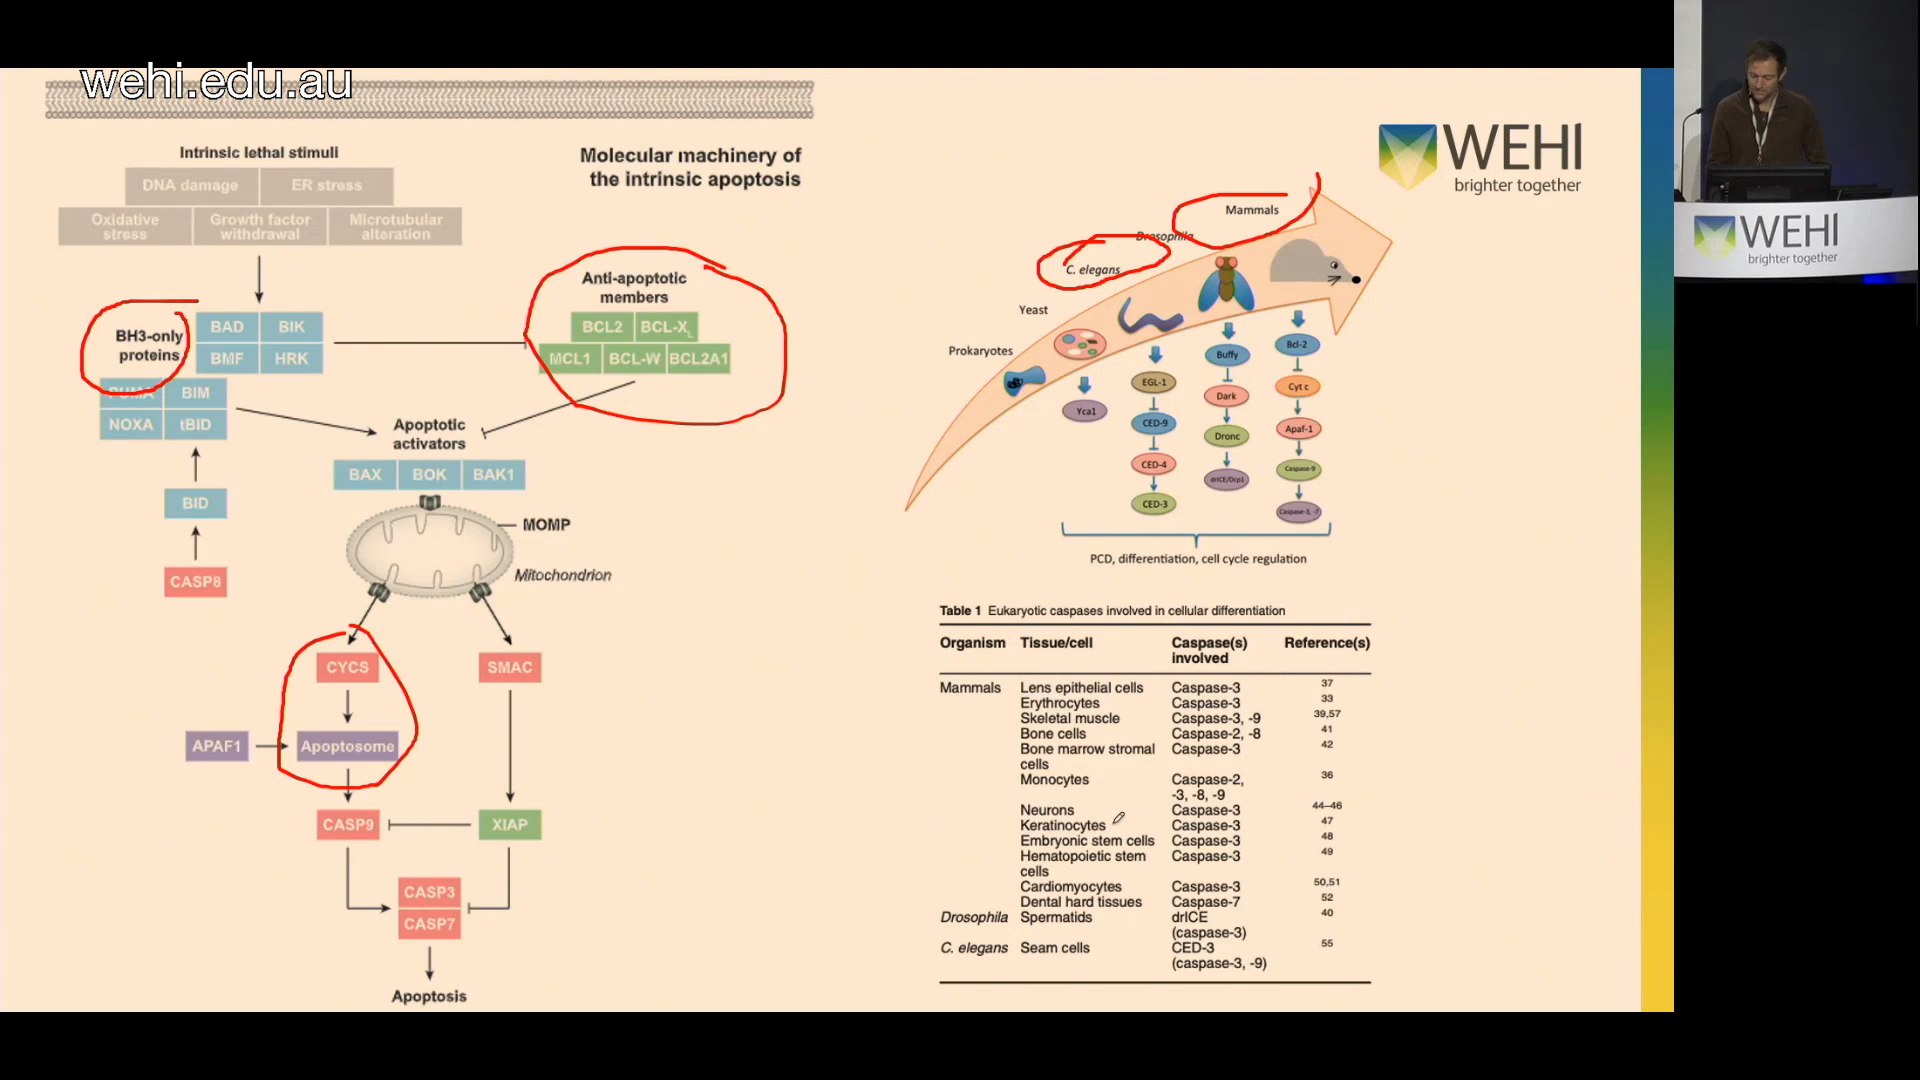 wehi.edu.au
Intrinsic lethal stimuli
DNA damage
ER stress
Oxidative
stress
Growth factor
withdrawal
Microtubular
alteration
Molecular machinery of
the intrinsic apoptosis
BH3-only
proteins
BAD
BIK
BMF
HRK
PUMA
BIM
NOXA
tBID
BID
CASP8
Anti-apoptotic
members
BCL2
BCL-XL
MCL1
BCL-W
BCL2A1
Apoptotic
activators
BAX
BOK
BAK1
MOMP
Mitochondrion
CYCS
SMAC
APAF1
Apoptosome
CASP9
XIAP
CASP3
CASP7
Apoptosis
WEHI
brighter together
Mammals
Drosophila
C. elegans
Yeast
Prokaryotes
Yca1
EGL-1
CED-9
CED-4
CED-3
Buffy
Dark
Dronc
drICE/Dcp1
Bcl-2
Cyt c
Apaf-1
Caspase-9
Caspase-3, -7
PCD, differentiation, cell cycle regulation
Table 1 Eukaryotic caspases involved in cellular differentiation
Organism Tissue/cell Caspase(s) involved Reference(s)
Mammals Lens epithelial cells Caspase-3 37
Erythrocytes Caspase-3 33
Skeletal muscle Caspase-3, -9 39,57
Bone cells Caspase-2, -8 41
Bone marrow stromal cells Caspase-3 42
Monocytes Caspase-2, -3, -8, -9 36
Neurons Caspase-3 44–46
Keratinocytes Caspase-3 47
Embryonic stem cells Caspase-3 48
Hematopoietic stem cells Caspase-3 49
Cardiomyocytes Caspase-3 50,51
Dental hard tissues Caspase-7 52
Drosophila Spermatids drICE (caspase-3) 40
C. elegans Seam cells CED-3 (caspase-3, -9) 55
WEHI
brighter together